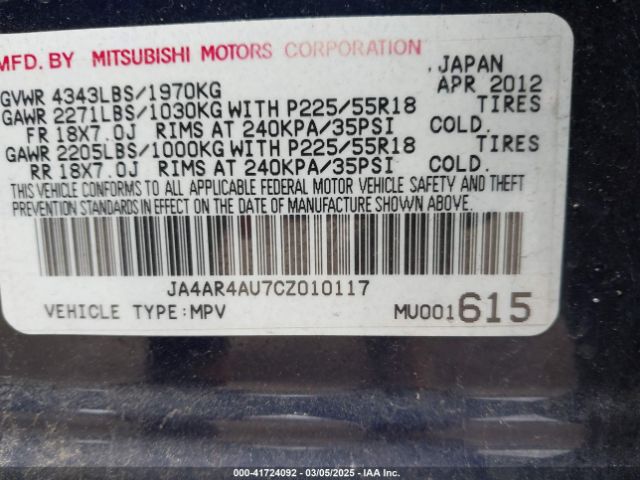 MFD. BY MITSUBISHI MOTORS CORPORATION
, JAPAN
GVWR 4343LBS/1970KG APR 2012
GAWR 2271LBS/1030KG WITH P225/55R18 TIRES
FR 18X7.0J RIMS AT 240KPA/35PSI COLD.
GAWR 2205LBS/1000KG WITH P225/55R18 TIRES
RR 18X7.0J RIMS AT 240KPA/35PSI COLD.
THIS VEHICLE CONFORMS TO ALL APPLICABLE FEDERAL MOTOR VEHICLE SAFETY AND THEFT
PREVENTION STANDARDS IN EFFECT ON THE DATE OF MANUFACTURE SHOWN ABOVE.
JA4AR4AU7CZ010117
VEHICLE TYPE:MPV MU001615
000-41724092 — 03/05/2025 — IAA Inc.